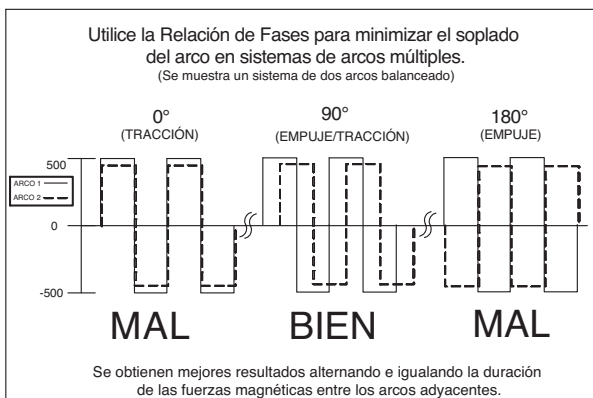 Utilice la Relación de Fases para minimizar el soplado
del arco en sistemas de arcos múltiples.
(Se muestra un sistema de dos arcos balanceado)
0°
(TRACCIÓN)
90°
(EMPUJE/TRACCIÓN)
180°
(EMPUJE)
500
ARCO 1
ARCO 2
0
-500
MAL
BIEN
MAL
Se obtienen mejores resultados alternando e igualando la duración
de las fuerzas magnéticas entre los arcos adyacentes.